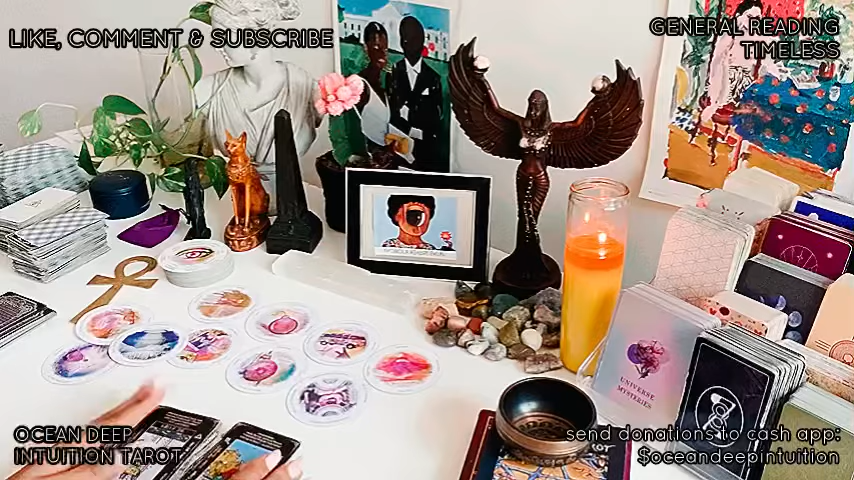 LIKE, COMMENT & SUBSCRIBE
GENERAL READING
TIMELESS
UNIVERSE
MYSTERIES
OCEAN DEEP
INTUITION TAROT
send donations to cash app:
$oceandeepintuition